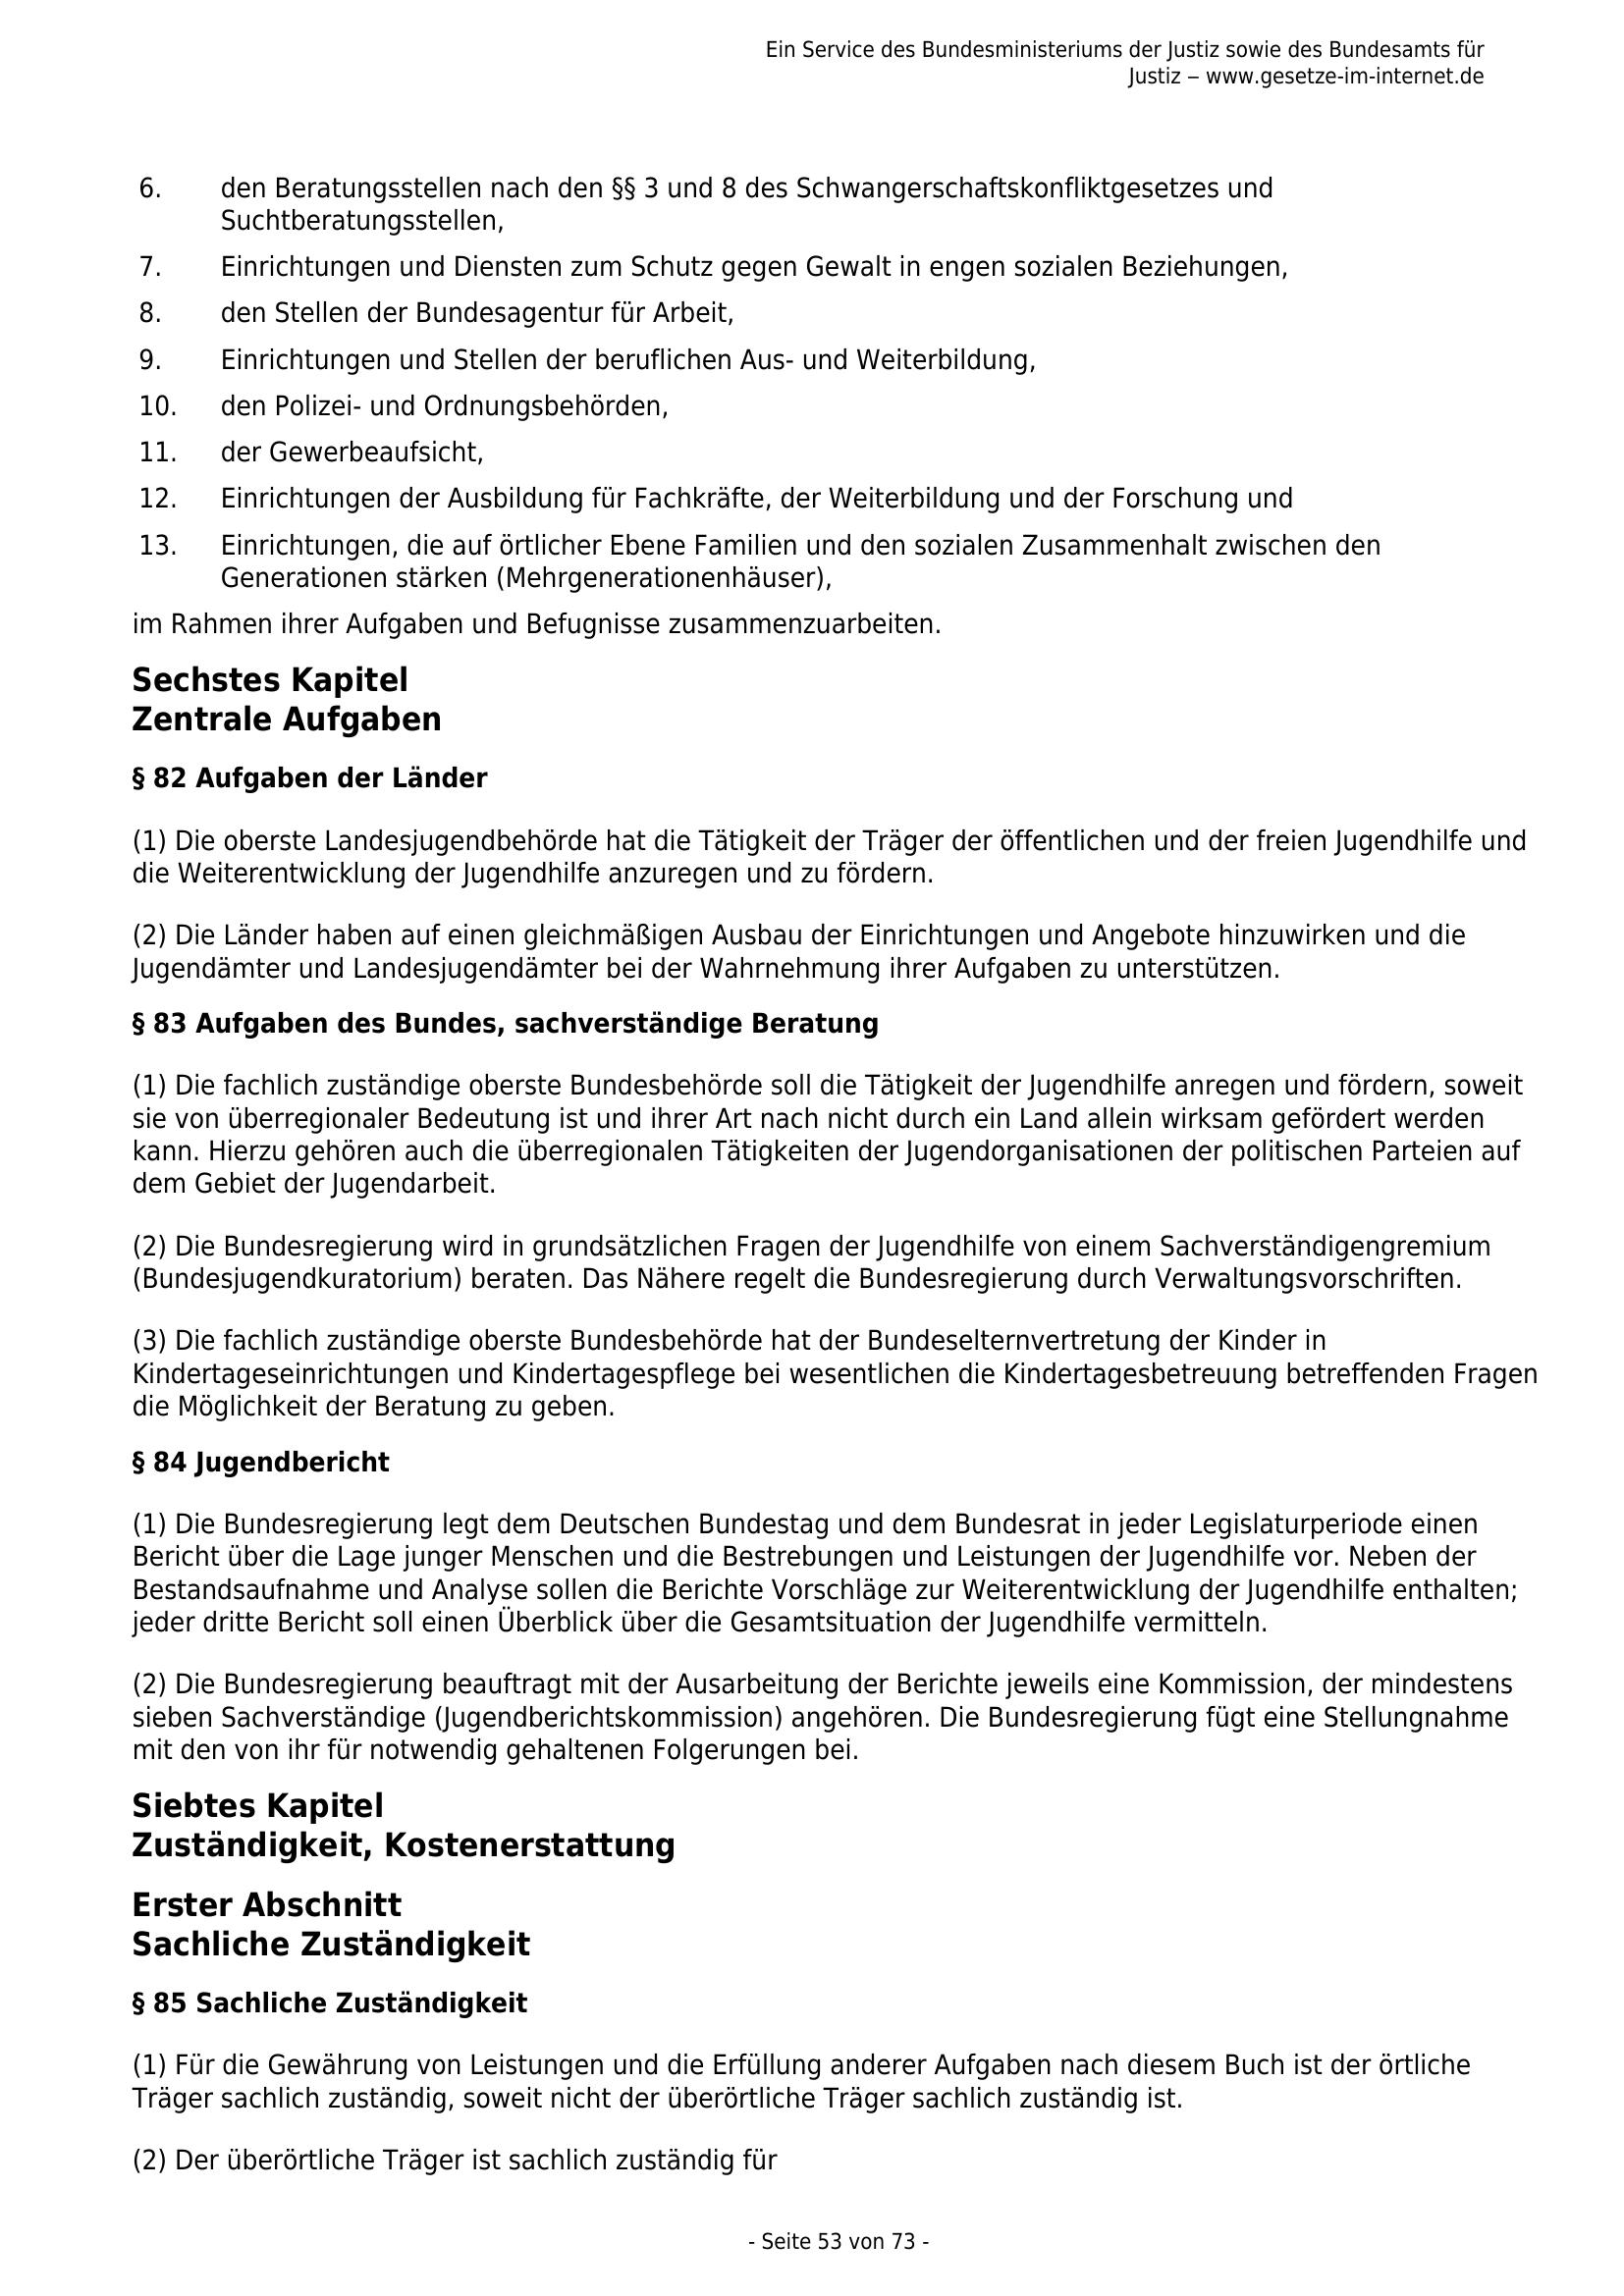 Ein Service des Bundesministeriums der Justiz sowie des Bundesamts für
Justiz ‒ www.gesetze-im-internet.de
6. den Beratungsstellen nach den §§ 3 und 8 des Schwangerschaftskonfliktgesetzes und
Suchtberatungsstellen,
7. Einrichtungen und Diensten zum Schutz gegen Gewalt in engen sozialen Beziehungen,
8. den Stellen der Bundesagentur für Arbeit,
9. Einrichtungen und Stellen der beruflichen Aus- und Weiterbildung,
10. den Polizei- und Ordnungsbehörden,
11. der Gewerbeaufsicht,
12. Einrichtungen der Ausbildung für Fachkräfte, der Weiterbildung und der Forschung und
13. Einrichtungen, die auf örtlicher Ebene Familien und den sozialen Zusammenhalt zwischen den
Generationen stärken (Mehrgenerationenhäuser),
im Rahmen ihrer Aufgaben und Befugnisse zusammenzuarbeiten.
Sechstes Kapitel
Zentrale Aufgaben
§ 82 Aufgaben der Länder
(1) Die oberste Landesjugendbehörde hat die Tätigkeit der Träger der öffentlichen und der freien Jugendhilfe und
die Weiterentwicklung der Jugendhilfe anzuregen und zu fördern.
(2) Die Länder haben auf einen gleichmäßigen Ausbau der Einrichtungen und Angebote hinzuwirken und die
Jugendämter und Landesjugendämter bei der Wahrnehmung ihrer Aufgaben zu unterstützen.
§ 83 Aufgaben des Bundes, sachverständige Beratung
(1) Die fachlich zuständige oberste Bundesbehörde soll die Tätigkeit der Jugendhilfe anregen und fördern, soweit
sie von überregionaler Bedeutung ist und ihrer Art nach nicht durch ein Land allein wirksam gefördert werden
kann. Hierzu gehören auch die überregionalen Tätigkeiten der Jugendorganisationen der politischen Parteien auf
dem Gebiet der Jugendarbeit.
(2) Die Bundesregierung wird in grundsätzlichen Fragen der Jugendhilfe von einem Sachverständigengremium
(Bundesjugendkuratorium) beraten. Das Nähere regelt die Bundesregierung durch Verwaltungsvorschriften.
(3) Die fachlich zuständige oberste Bundesbehörde hat der Bundeselternvertretung der Kinder in
Kindertageseinrichtungen und Kindertagespflege bei wesentlichen die Kindertagesbetreuung betreffenden Fragen
die Möglichkeit der Beratung zu geben.
§ 84 Jugendbericht
(1) Die Bundesregierung legt dem Deutschen Bundestag und dem Bundesrat in jeder Legislaturperiode einen
Bericht über die Lage junger Menschen und die Bestrebungen und Leistungen der Jugendhilfe vor. Neben der
Bestandsaufnahme und Analyse sollen die Berichte Vorschläge zur Weiterentwicklung der Jugendhilfe enthalten;
jeder dritte Bericht soll einen Überblick über die Gesamtsituation der Jugendhilfe vermitteln.
(2) Die Bundesregierung beauftragt mit der Ausarbeitung der Berichte jeweils eine Kommission, der mindestens
sieben Sachverständige (Jugendberichtskommission) angehören. Die Bundesregierung fügt eine Stellungnahme
mit den von ihr für notwendig gehaltenen Folgerungen bei.
Siebtes Kapitel
Zuständigkeit, Kostenerstattung
Erster Abschnitt
Sachliche Zuständigkeit
§ 85 Sachliche Zuständigkeit
(1) Für die Gewährung von Leistungen und die Erfüllung anderer Aufgaben nach diesem Buch ist der örtliche
Träger sachlich zuständig, soweit nicht der überörtliche Träger sachlich zuständig ist.
(2) Der überörtliche Träger ist sachlich zuständig für
- Seite 53 von 73 -